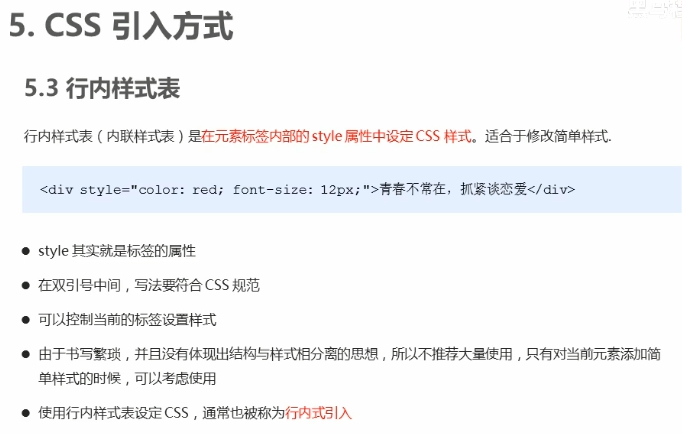 5. CSS 引入方式
5.3 行内样式表
行内样式表（内联样式表）是在元素标签内部的 style 属性中设定 CSS 样式。适合于修改简单样式.
<div style="color: red; font-size: 12px;">青春不常在，抓紧谈恋爱</div>
● style 其实就是标签的属性
● 在双引号中间，写法要符合 CSS 规范
● 可以控制当前的标签设置样式
● 由于书写繁琐，并且没有体现出结构与样式相分离的思想，所以不推荐大量使用，只有对当前元素添加简
单样式的时候，可以考虑使用
● 使用行内样式表设定 CSS，通常也被称为行内式引入